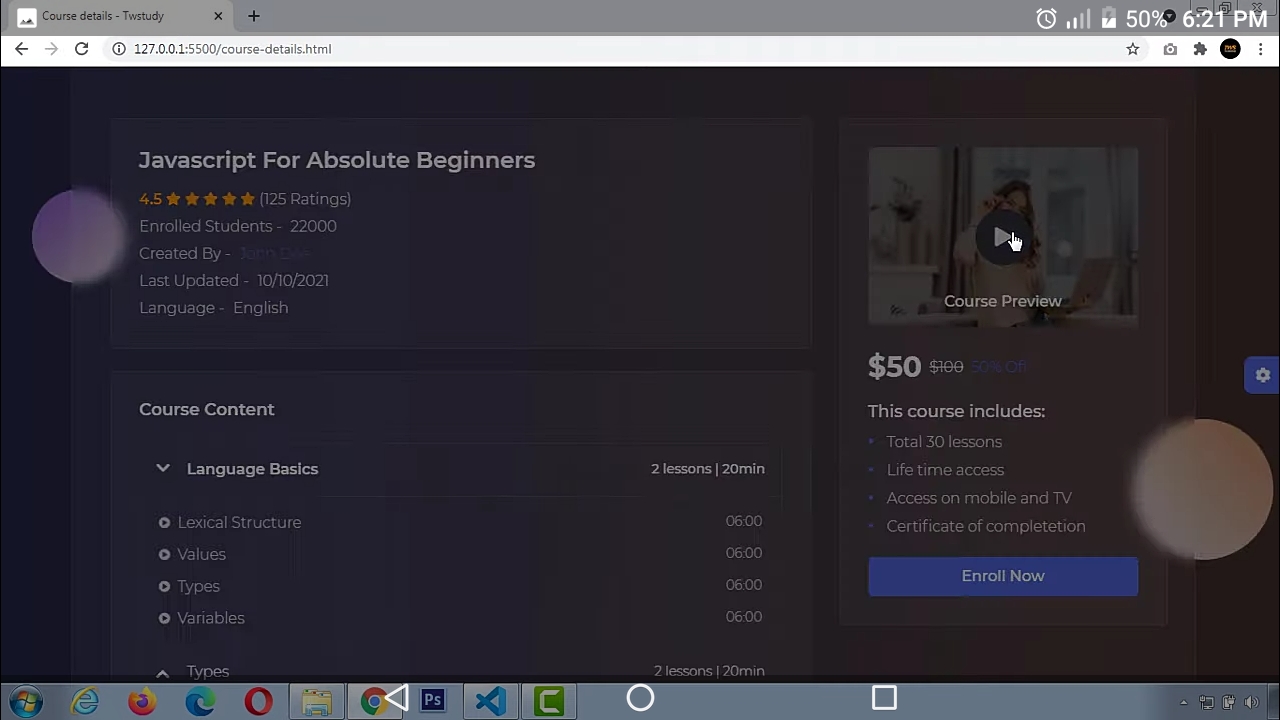 Course details - Twstudy
50% 6:21 PM
127.0.0.1:5500/course-details.html
Javascript For Absolute Beginners
4.5 (125 Ratings)
Enrolled Students - 22000
Created By - John Doe
Last Updated - 10/10/2021
Language - English
Course Preview
$50 $100 50% Off
This course includes:
Total 30 lessons
Life time access
Access on mobile and TV
Certificate of completetion
Enroll Now
Course Content
Language Basics 2 lessons | 20min
Lexical Structure 06:00
Values 06:00
Types 06:00
Variables 06:00
Types 2 lessons | 20min
Ps